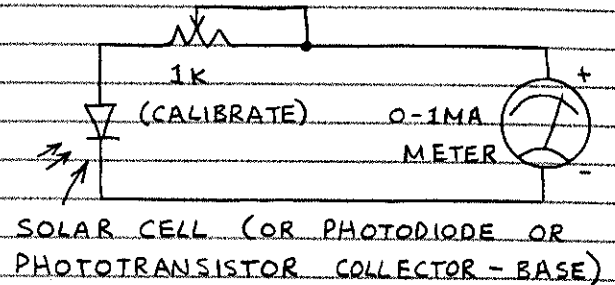 1K
(CALIBRATE)
0-1MA
METER
+
-
SOLAR CELL (OR PHOTODIODE OR
PHOTOTRANSISTOR COLLECTOR-BASE)